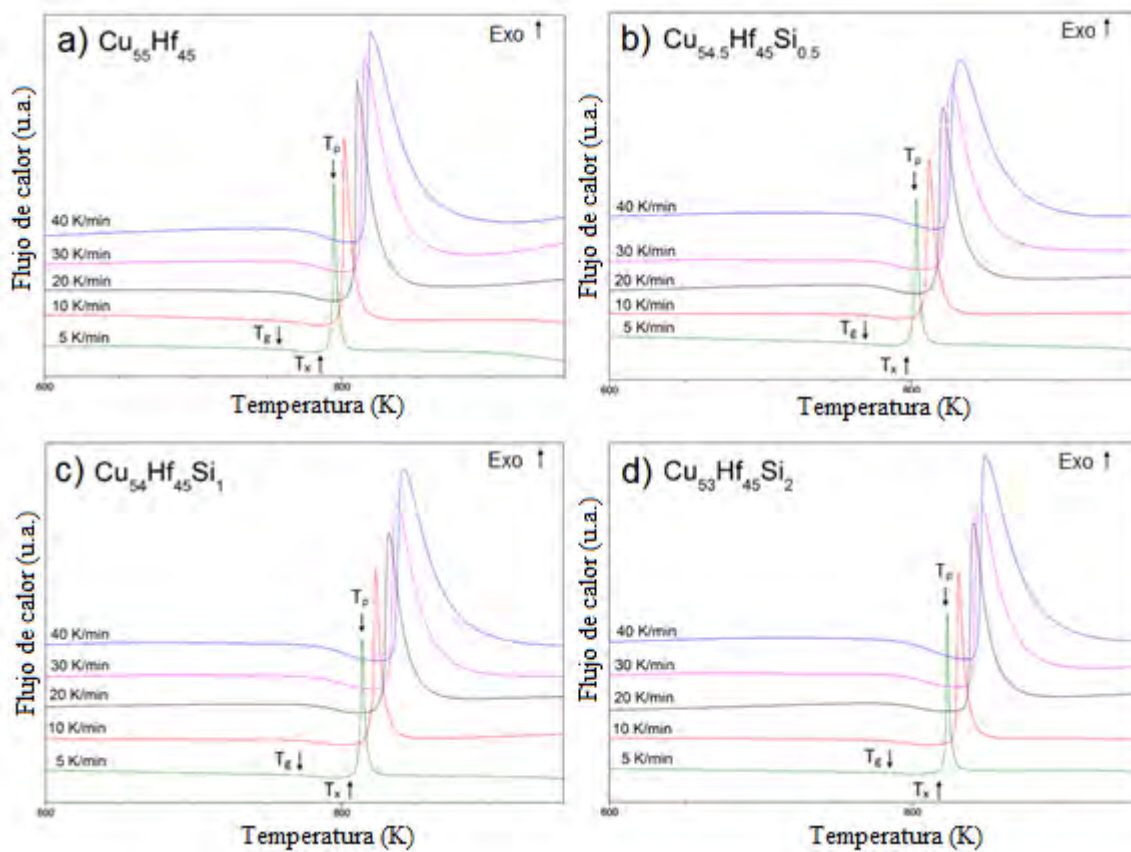 a) Cu55Hf45
Exo ↑
Flujo de calor (u.a.)
40 K/min
30 K/min
20 K/min
10 K/min
5 K/min
Tp
↓
Tg ↓
Tx ↑
600
800
Temperatura (K)
b) Cu54.5Hf45Si0.5
Exo ↑
Flujo de calor (u.a.)
40 K/min
30 K/min
20 K/min
10 K/min
5 K/min
Tp
↓
Tg ↓
Tx ↑
600
800
Temperatura (K)
c) Cu54Hf45Si1
Exo ↑
Flujo de calor (u.a.)
40 K/min
30 K/min
20 K/min
10 K/min
5 K/min
Tp
↓
Tg ↓
Tx ↑
600
800
Temperatura (K)
d) Cu53Hf45Si2
Exo ↑
Flujo de calor (u.a.)
40 K/min
30 K/min
20 K/min
10 K/min
5 K/min
Tp
↓
Tg ↓
Tx ↑
600
800
Temperatura (K)